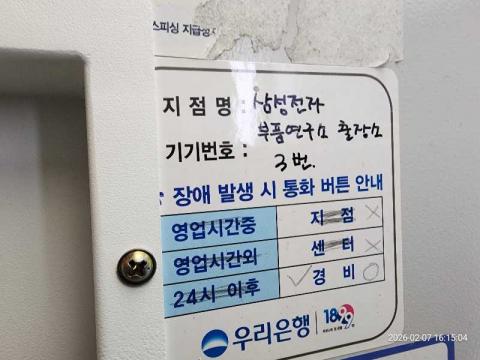 스피싱 지급정
지 점 명 : 삼성전자
부품연구소 출장소
기기번호 : 3번.
장애 발생 시 통화 버튼 안내
영업시간중 지 점 ×
영업시간외 센 터 ×
24시 이후 ✓ 경 비 ○
우리은행 1899
2026-02-07 16:15:04